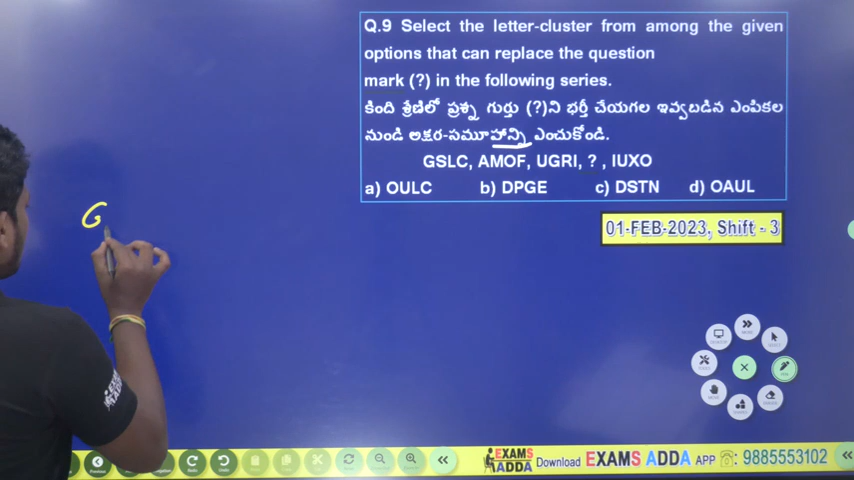 Q.9 Select the letter-cluster from among the given
options that can replace the question
mark (?) in the following series.
కింది శ్రేణిలో ప్రశ్న గుర్తు (?)ని భర్తీ చేయగల ఇవ్వబడిన ఎంపికల
నుండి అక్షర-సమూహాన్ని ఎంచుకోండి.
GSLC, AMOF, UGRI, ? , IUXO
a) OULC b) DPGE c) DSTN d) OAUL
01-FEB-2023, Shift - 3
G
EXAMS ADDA Download EXAMS ADDA APP ☏: 9885553102